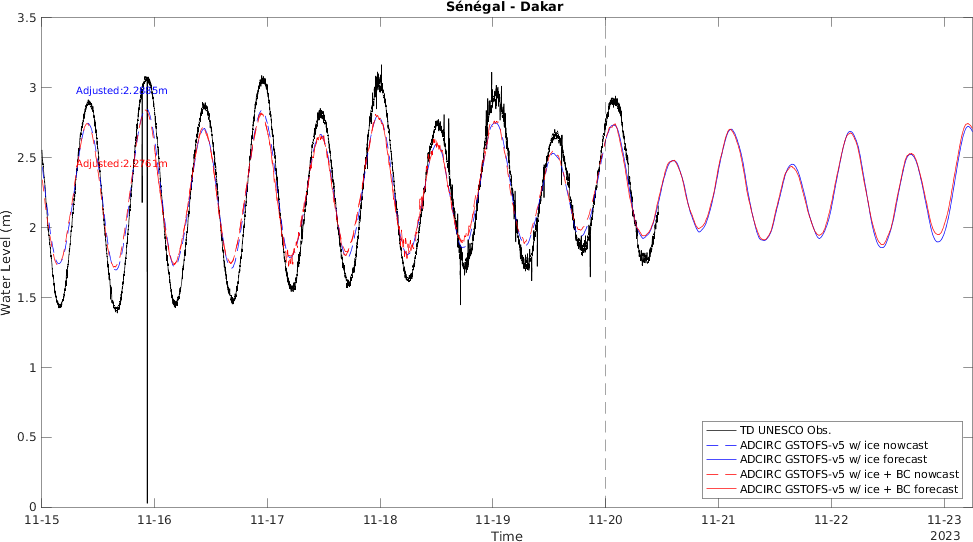 Sénégal - Dakar
3.5
3
2.5
2
1.5
1
0.5
0
Water Level (m)
Adjusted:2.2835m
Adjusted:2.2761m
TD UNESCO Obs.
ADCIRC GSTOFS-v5 w/ ice nowcast
ADCIRC GSTOFS-v5 w/ ice forecast
ADCIRC GSTOFS-v5 w/ ice + BC nowcast
ADCIRC GSTOFS-v5 w/ ice + BC forecast
11-15 11-16 11-17 11-18 11-19 11-20 11-21 11-22 11-23
Time
2023